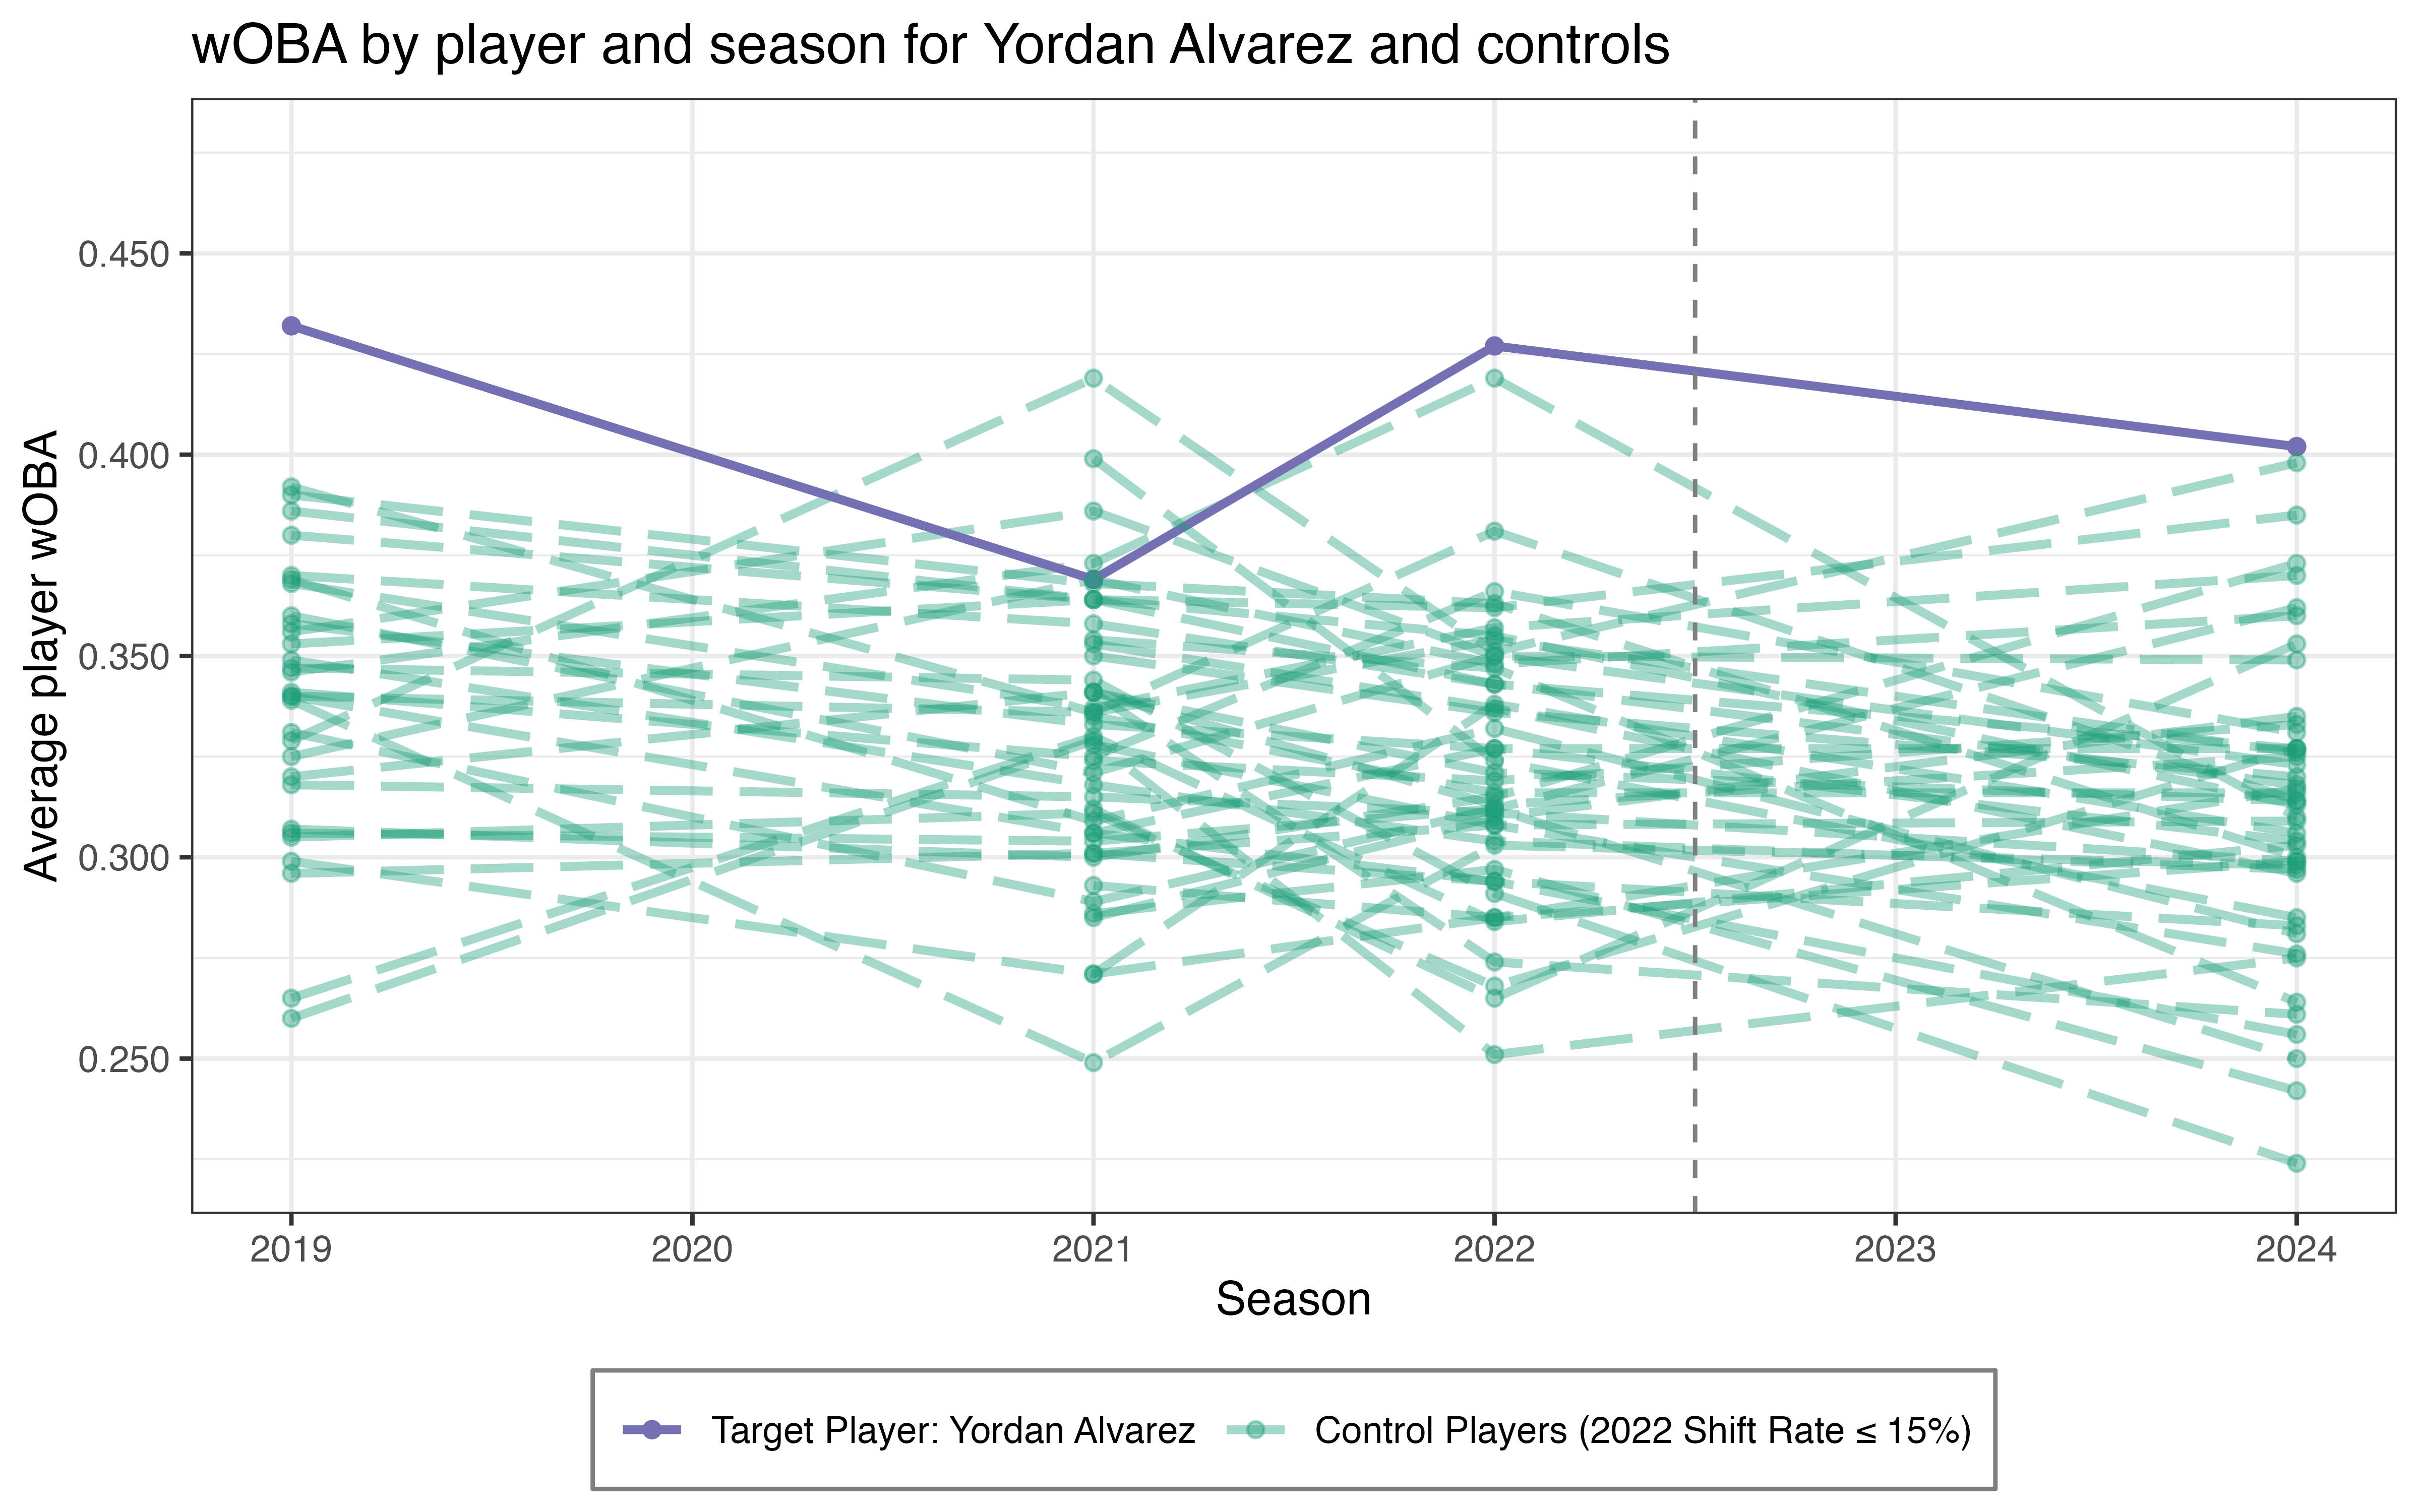 wOBA by player and season for Yordan Alvarez and controls
Average player wOBA
0.450
0.400
0.350
0.300
0.250
2019 2020 2021 2022 2023 2024
Season
Target Player: Yordan Alvarez Control Players (2022 Shift Rate ≤ 15%)